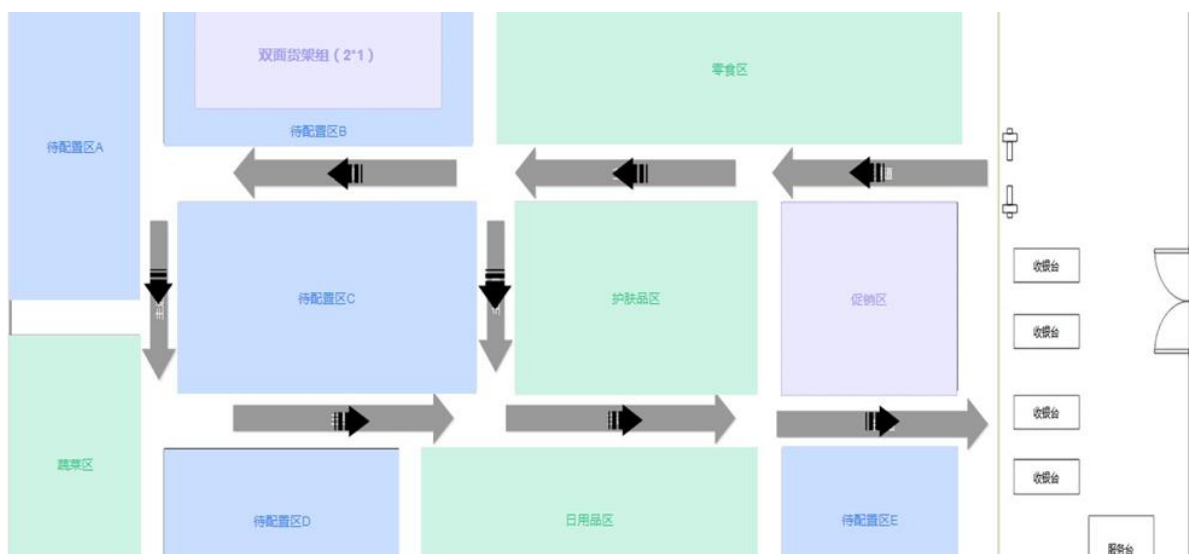 双面货架组（2*1）
零食区
待配置区B
待配置区A
收银台
待配置区C
护肤品区
促销区
收银台
收银台
蔬菜区
收银台
待配置区D
日用品区
待配置区E
服务台